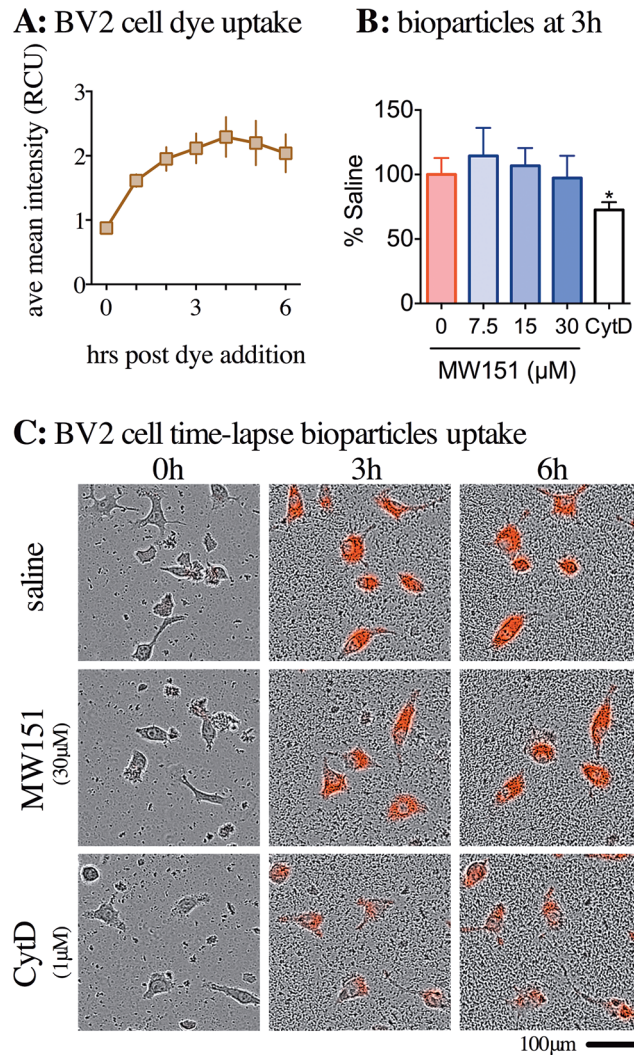 A: BV2 cell dye uptake
ave mean intensity (RCU)
3
2
1
0
0 3 6
hrs post dye addition
B: bioparticles at 3h
% Saline
150
100
50
0
*
0 7.5 15 30 CytD
MW151 (µM)
C: BV2 cell time-lapse bioparticles uptake
0h 3h 6h
saline
MW151
(30µM)
CytD
(1µM)
100µm